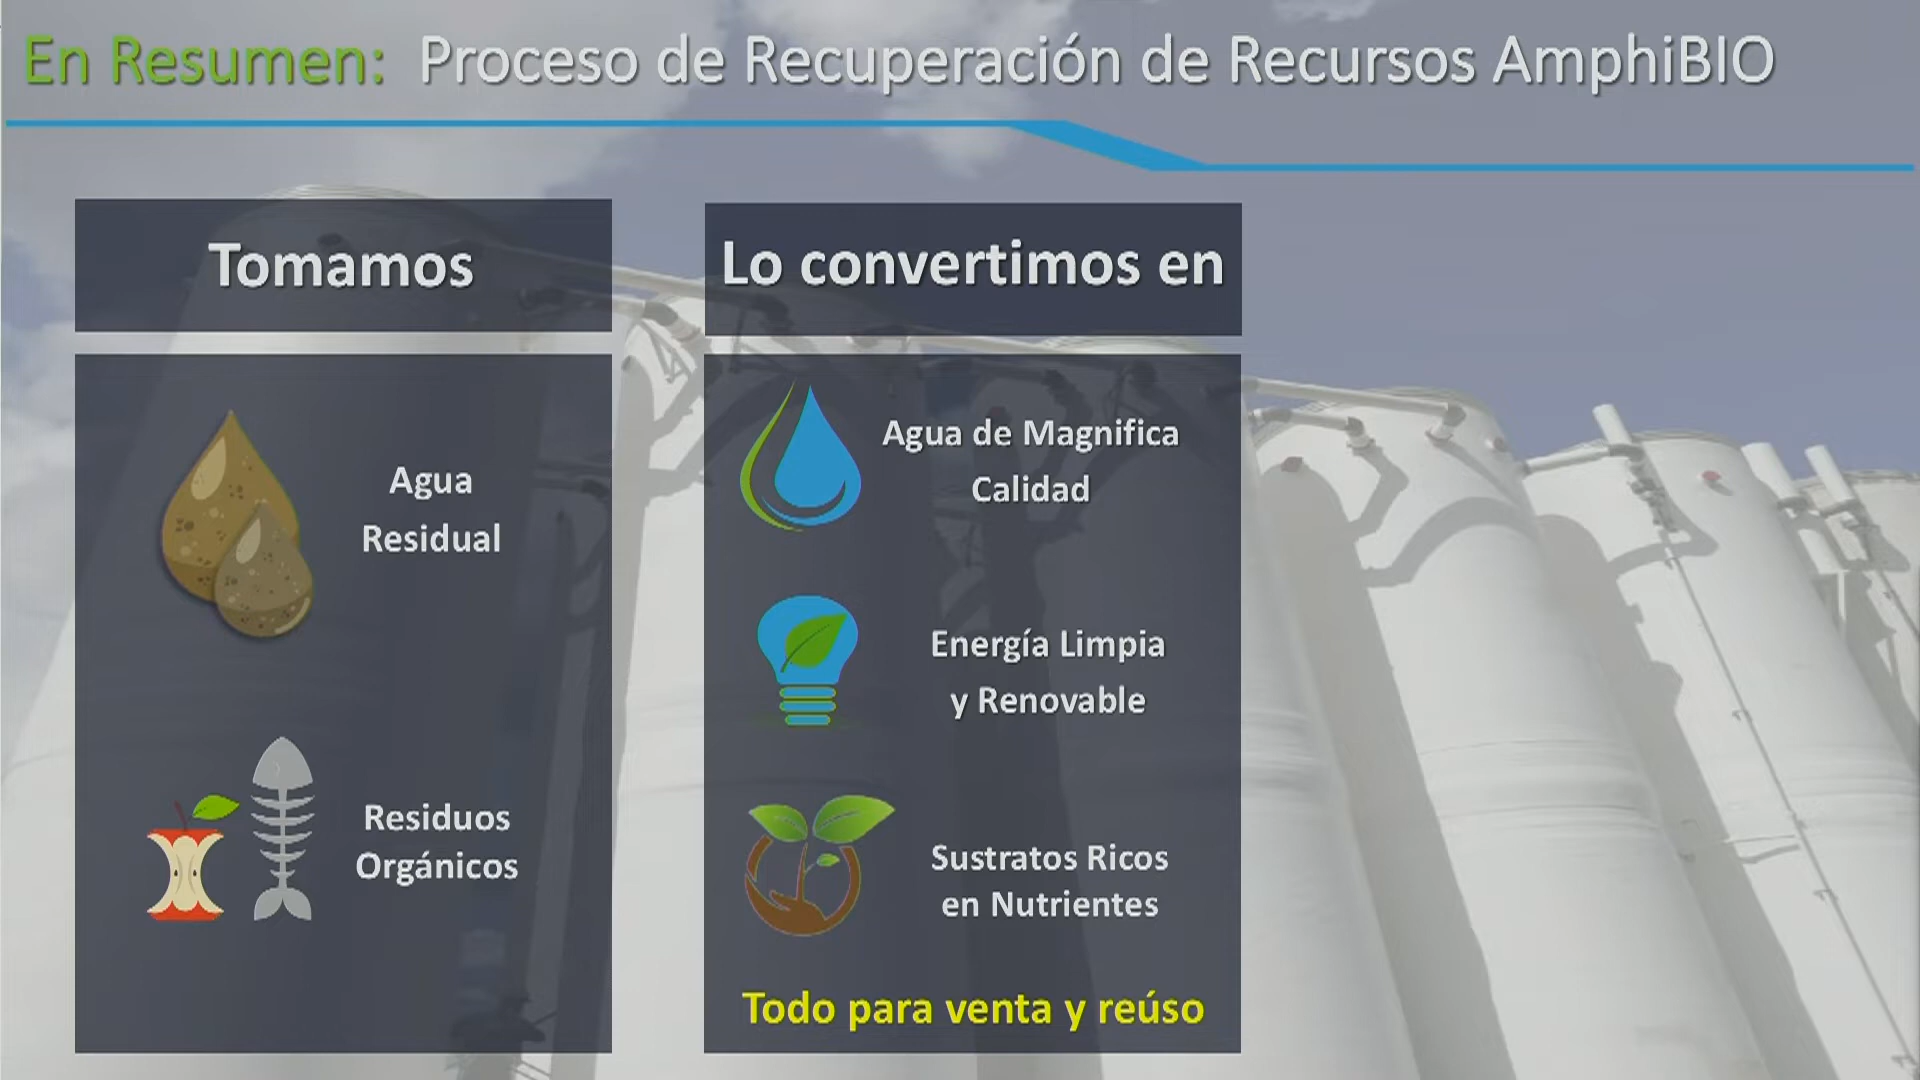 En Resumen: Proceso de Recuperación de Recursos AmphiBIO
Tomamos
Agua
Residual
Residuos
Orgánicos
Lo convertimos en
Agua de Magnifica
Calidad
Energía Limpia
y Renovable
Sustratos Ricos
en Nutrientes
Todo para venta y reúso